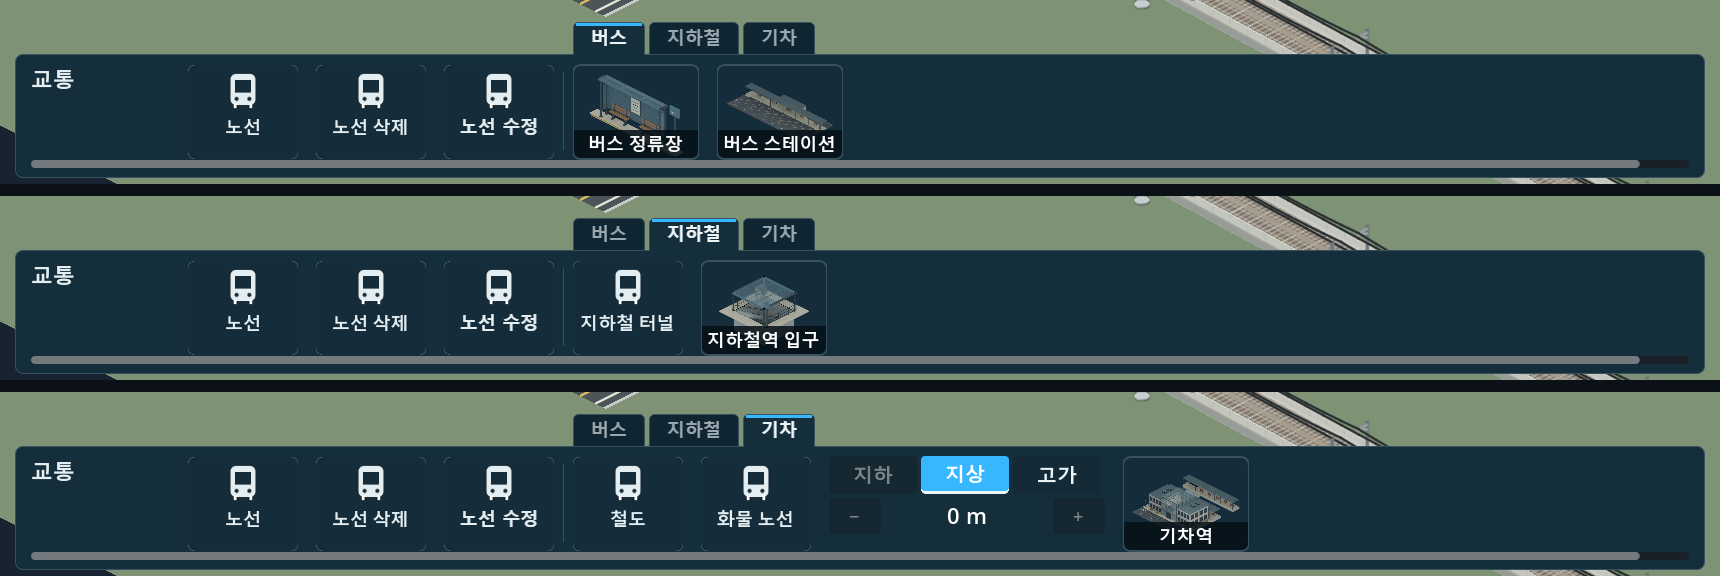 버스 지하철 기차
교통
노선 노선 삭제 노선 수정 버스 정류장 버스 스테이션
버스 지하철 기차
교통
노선 노선 삭제 노선 수정 지하철 터널 지하철역 입구
버스 지하철 기차
교통
지하 지상 고가
- 0 m +
노선 노선 삭제 노선 수정 철도 화물 노선 기차역